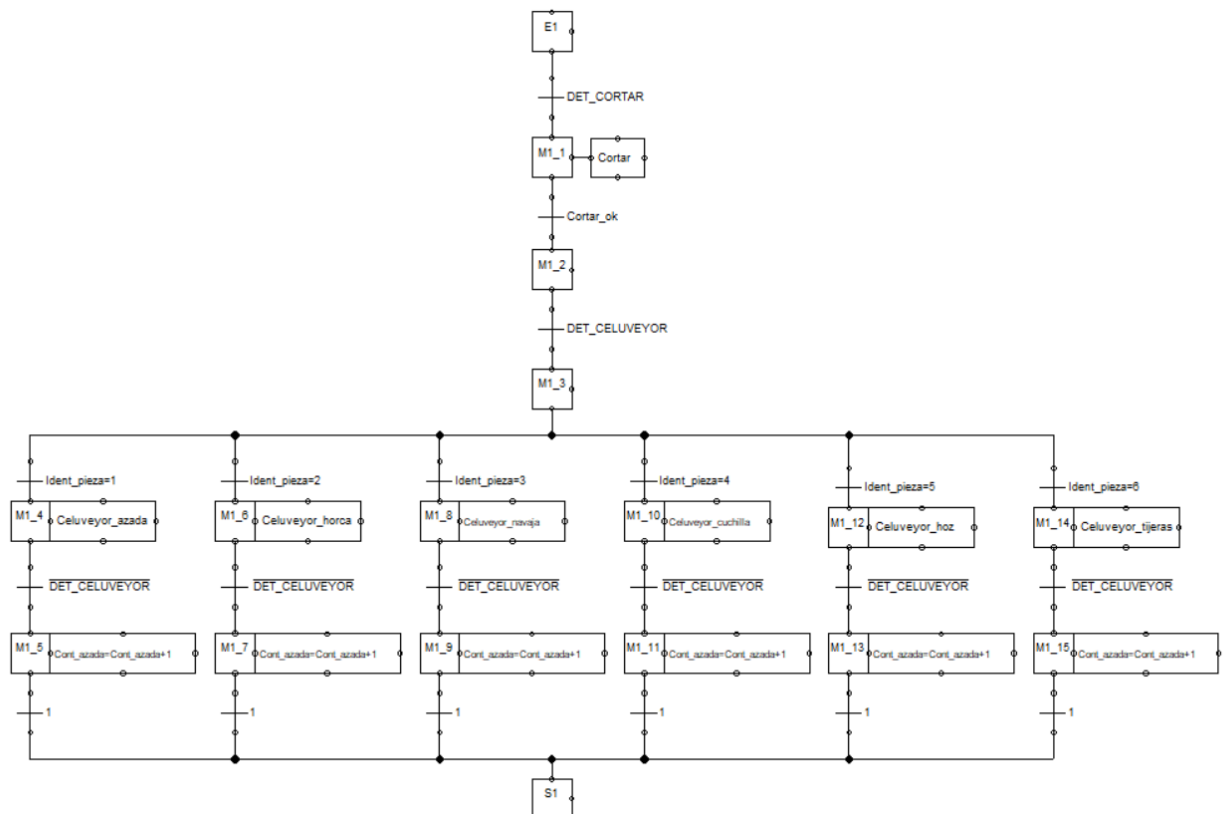 E1
DET_CORTAR
M1_1 Cortar
Cortar_ok
M1_2
DET_CELUVEYOR
M1_3
Ident_pieza=1 Ident_pieza=2 Ident_pieza=3 Ident_pieza=4 Ident_pieza=5 Ident_pieza=6
M1_4 Celuveyor_azada M1_6 Celuveyor_horca M1_8 Celuveyor_navaja M1_10 Celuveyor_cuchilla M1_12 Celuveyor_hoz M1_14 Celuveyor_tijeras
DET_CELUVEYOR DET_CELUVEYOR DET_CELUVEYOR DET_CELUVEYOR DET_CELUVEYOR DET_CELUVEYOR
M1_5 Cont_azada=Cont_azada+1 M1_7 Cont_azada=Cont_azada+1 M1_9 Cont_azada=Cont_azada+1 M1_11 Cont_azada=Cont_azada+1 M1_13 Cont_azada=Cont_azada+1 M1_15 Cont_azada=Cont_azada+1
1 1 1 1 1 1
S1